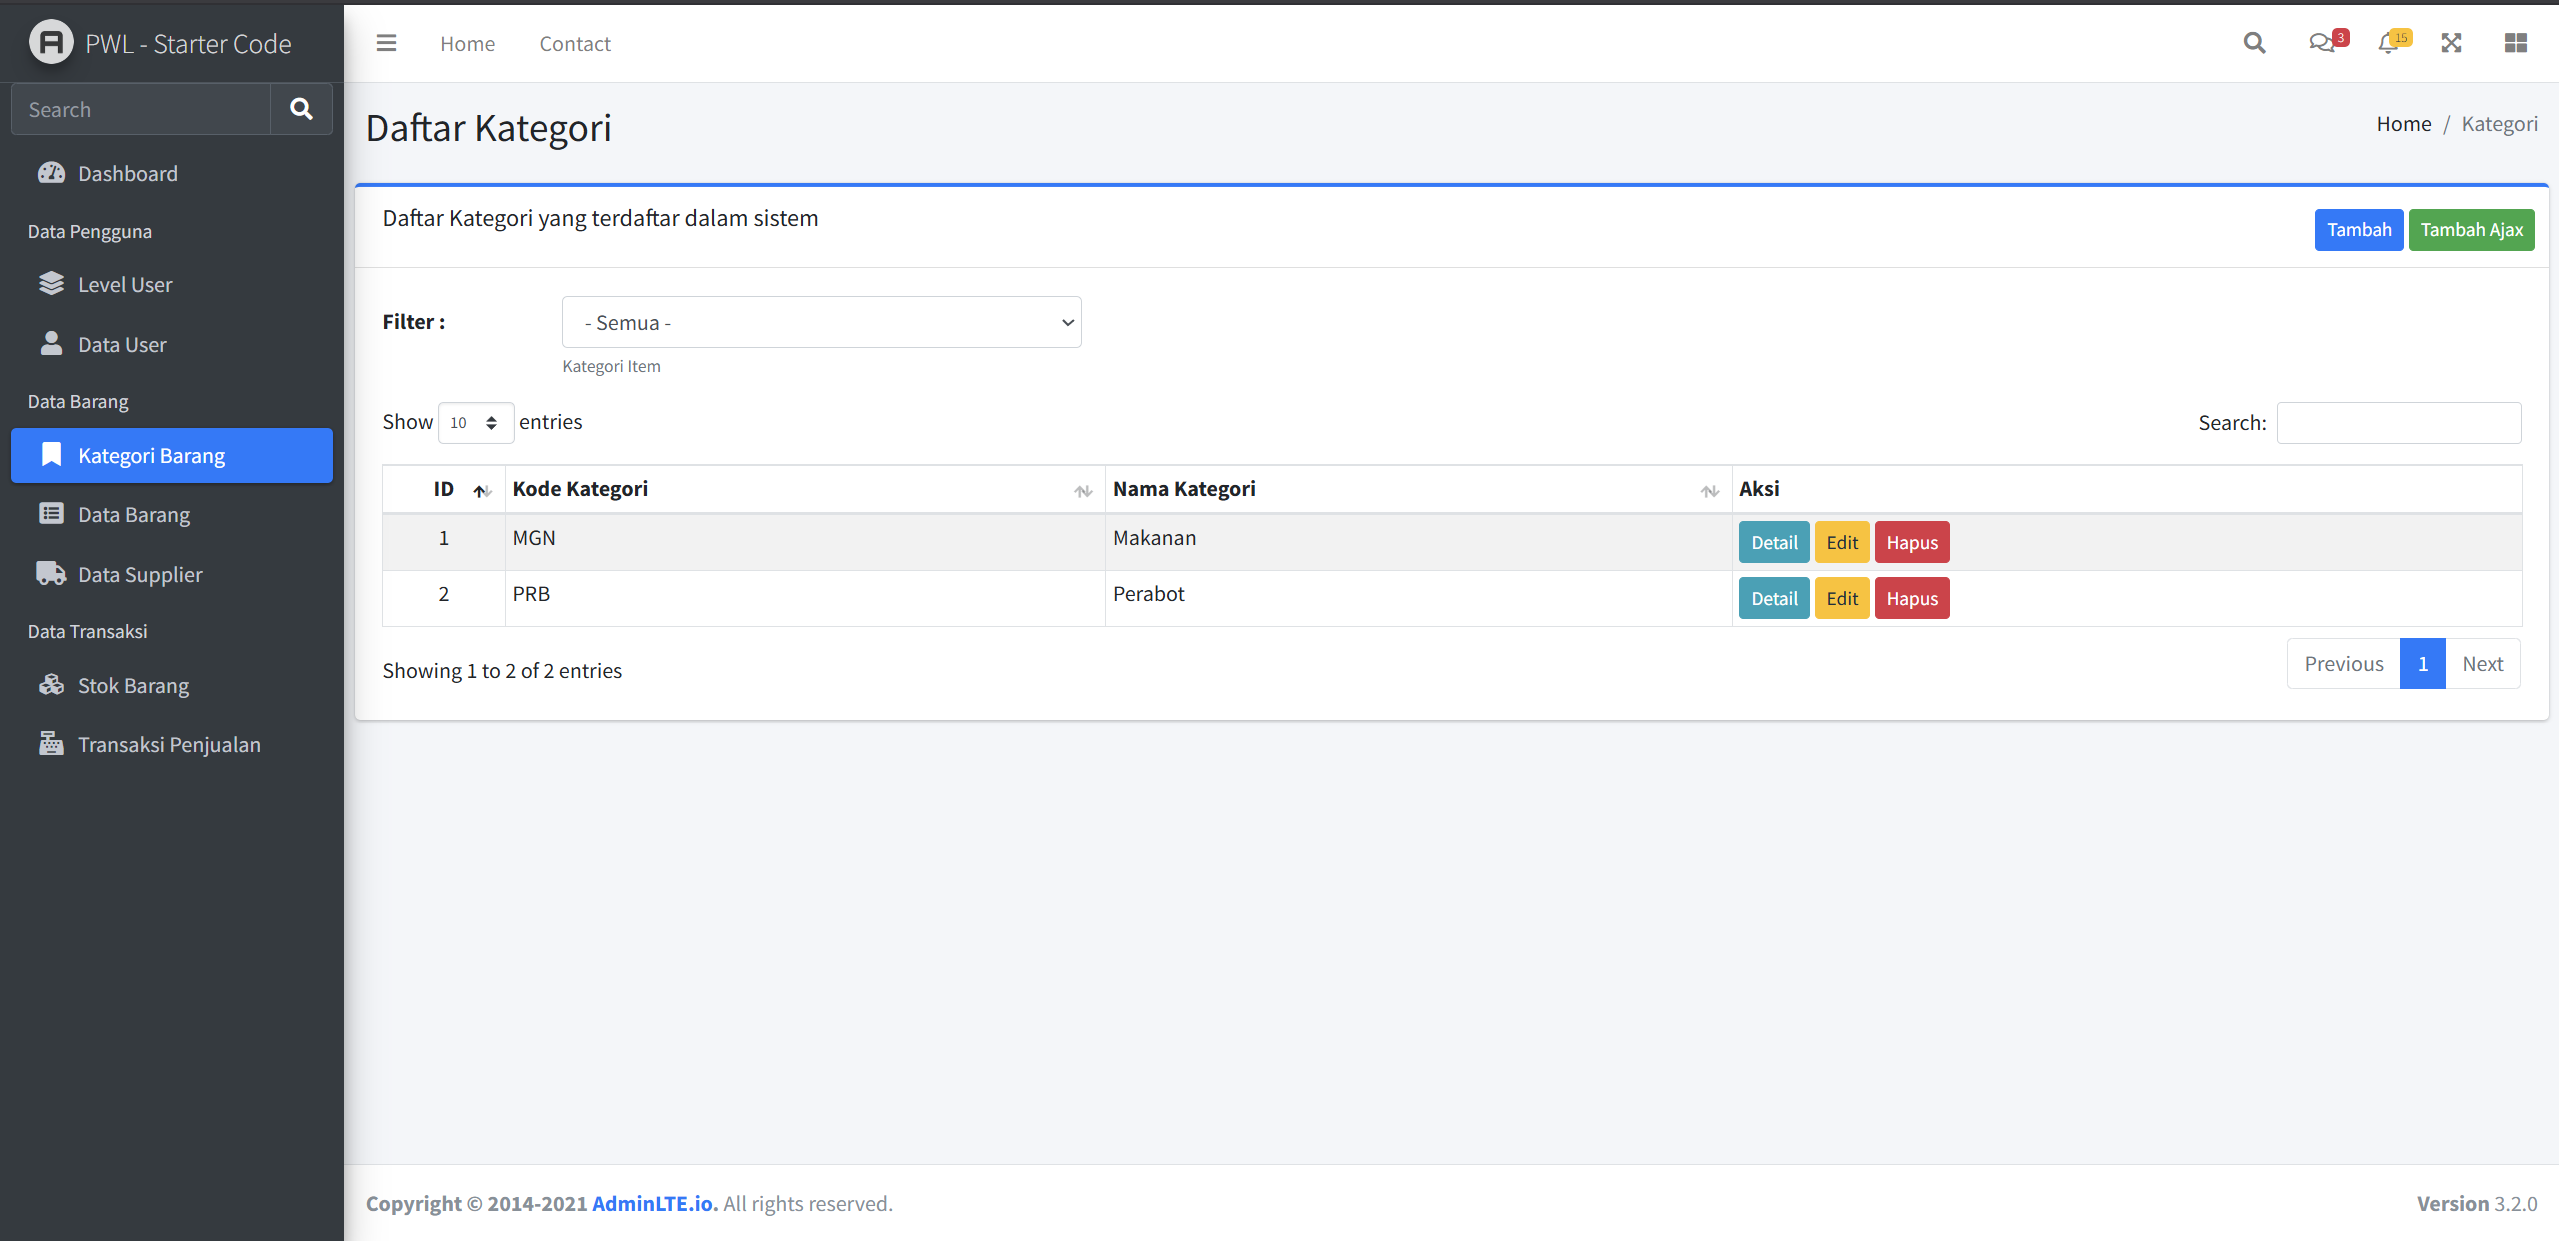 PWL - Starter Code
Home
Contact
3
15
Search
Dashboard
Data Pengguna
Level User
Data User
Data Barang
Kategori Barang
Data Barang
Data Supplier
Data Transaksi
Stok Barang
Transaksi Penjualan
Daftar Kategori
Home / Kategori
Daftar Kategori yang terdaftar dalam sistem
Tambah
Tambah Ajax
Filter :
- Semua -
Kategori Item
Show 10 entries
Search:
ID Kode Kategori Nama Kategori Aksi
1 MGN Makanan Detail Edit Hapus
2 PRB Perabot Detail Edit Hapus
Showing 1 to 2 of 2 entries
Previous 1 Next
Copyright © 2014-2021 AdminLTE.io. All rights reserved.
Version 3.2.0